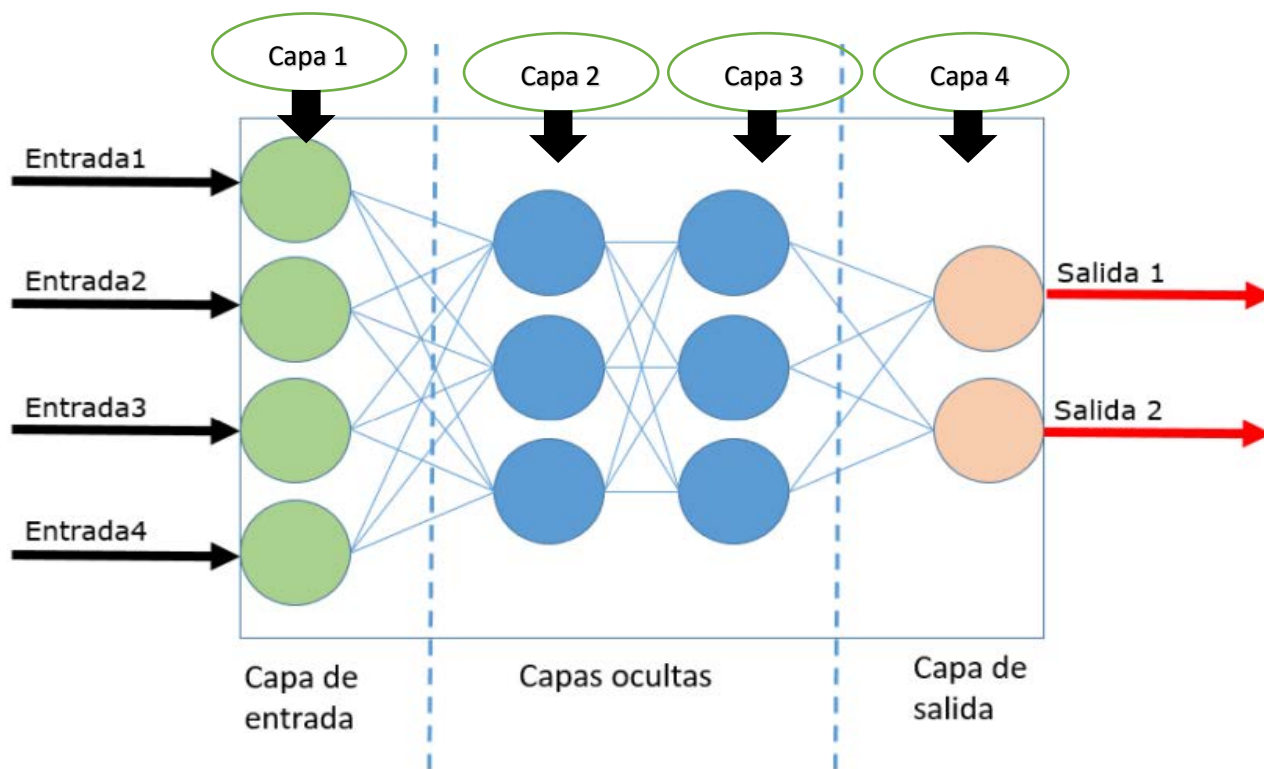 Capa 1
Capa 2
Capa 3
Capa 4
Entrada1
Entrada2
Entrada3
Entrada4
Salida 1
Salida 2
Capa de
entrada
Capas ocultas
Capa de
salida